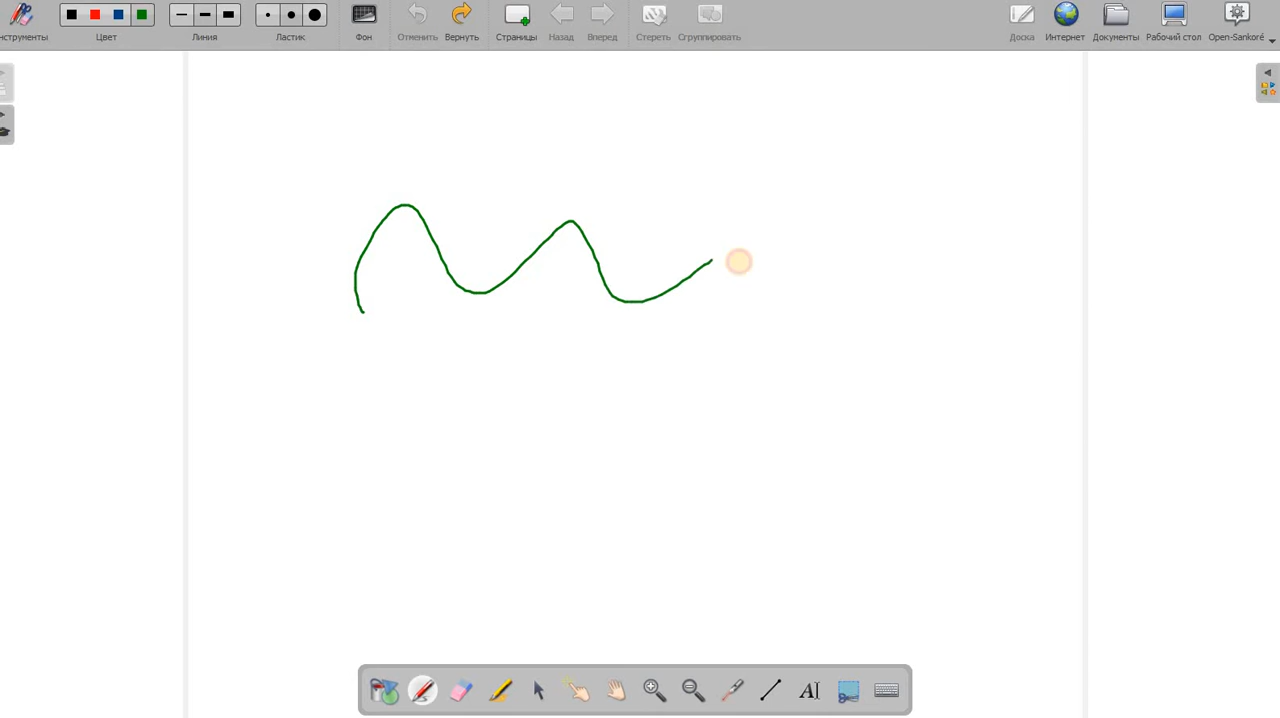 нструменты Цвет Линия Ластик Фон Отменить Вернуть Страницы Назад Вперед Стереть Сгруппировать Доска Интернет Документы Рабочий стол Open-Sankoré
AI